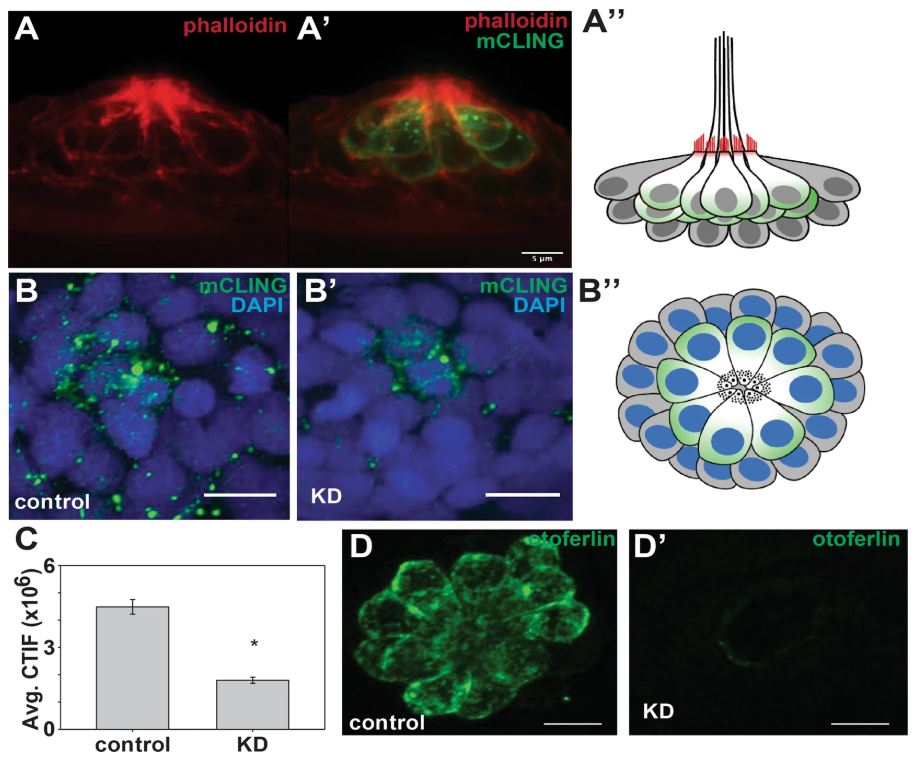 A
phalloidin
A'
phalloidin
mCLING
5 µm
A''
B
mCLING
DAPI
control
B'
mCLING
DAPI
KD
B''
C
6
3
0
Avg. CTIF (x10⁶)
*
control
KD
D
otoferlin
control
D'
otoferlin
KD